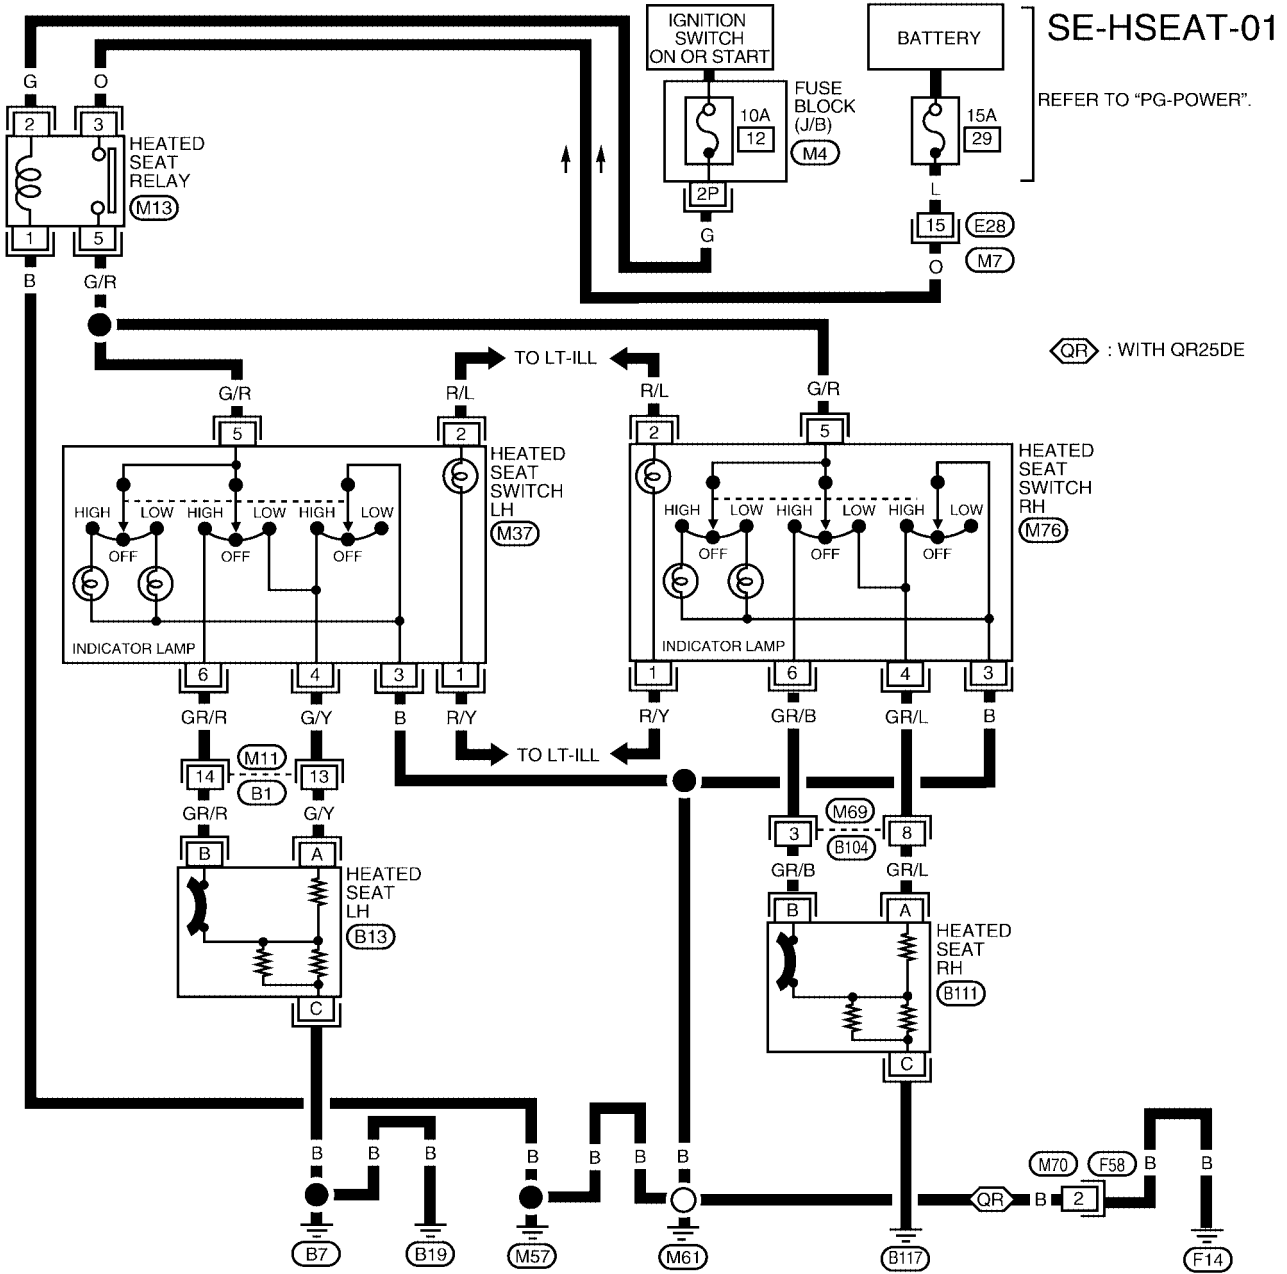 SE-HSEAT-01
IGNITION
SWITCH
ON OR START
BATTERY
REFER TO "PG-POWER".
G
O
2
3
HEATED
SEAT
RELAY
M13
1
5
B
G/R
10A
12
FUSE
BLOCK
(J/B)
M4
2P
G
15A
29
L
15
E28
M7
O
QR : WITH QR25DE
TO LT-ILL
G/R
R/L
R/L
G/R
5
2
2
5
HEATED
SEAT
SWITCH
LH
M37
HIGH LOW HIGH LOW HIGH LOW
OFF OFF OFF
INDICATOR LAMP
HEATED
SEAT
SWITCH
RH
M76
HIGH LOW HIGH LOW HIGH LOW
OFF OFF OFF
INDICATOR LAMP
6 4 3 1
1 6 4 3
GR/R G/Y B R/Y
R/Y GR/B GR/L B
TO LT-ILL
14
M11
B1
13
GR/R
G/Y
3
M69
B104
8
GR/B
GR/L
B
A
HEATED
SEAT
LH
B13
C
B
A
HEATED
SEAT
RH
B111
C
B B B B B B B
M70
F58
B B
QR
B
2
B7
B19
M57
M61
B117
F14